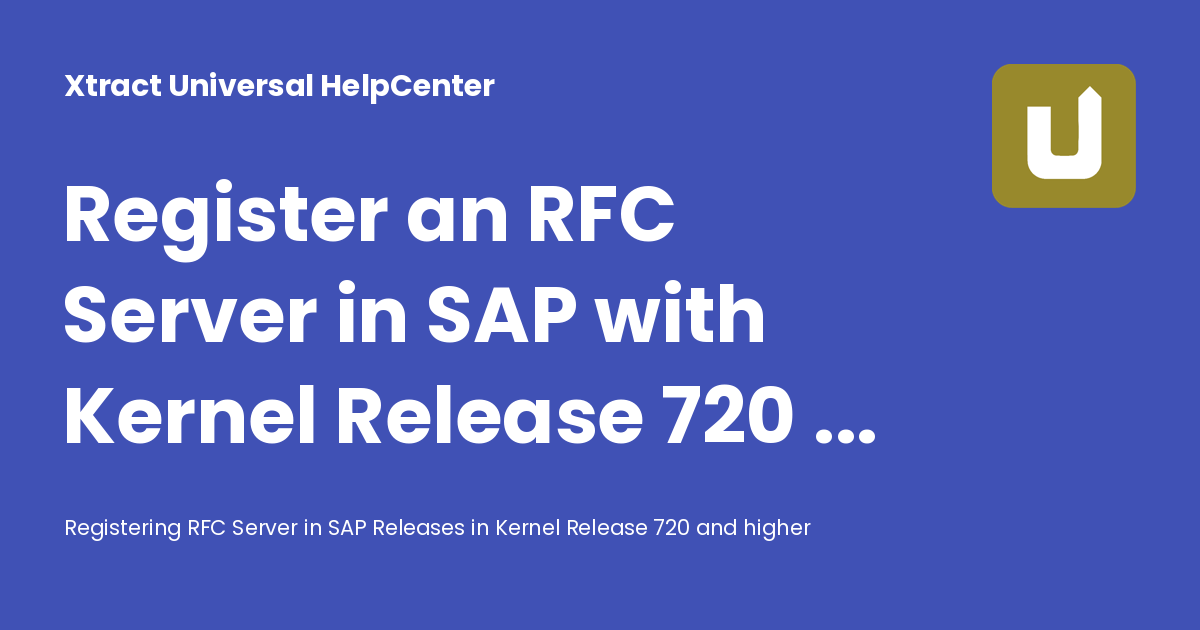 Xtract Universal HelpCenter
Register an RFC
Server in SAP with
Kernel Release 720 ...
Registering RFC Server in SAP Releases in Kernel Release 720 and higher